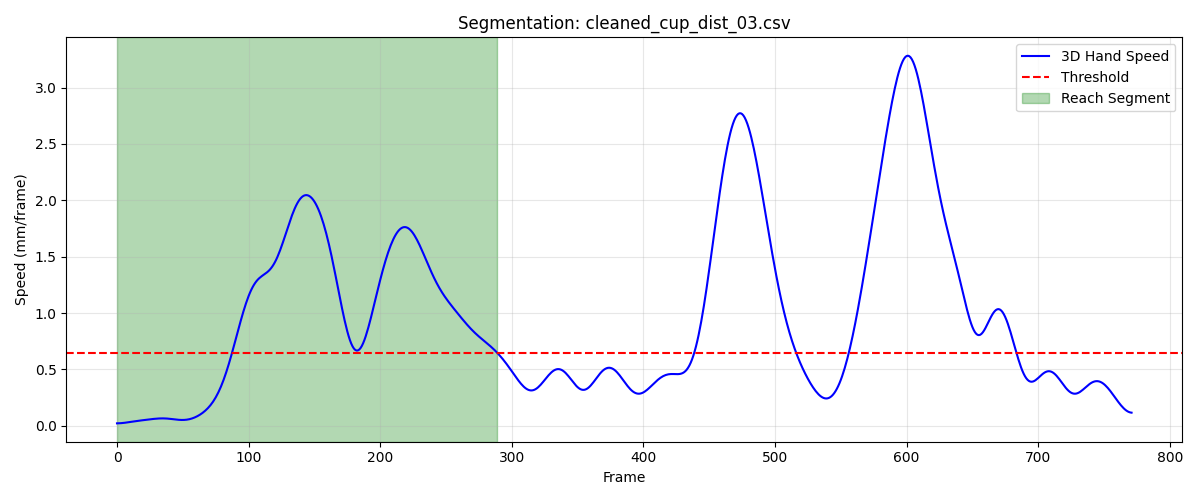 Segmentation: cleaned_cup_dist_03.csv
3D Hand Speed
Threshold
Reach Segment
Speed (mm/frame)
3.0
2.5
2.0
1.5
1.0
0.5
0.0
0 100 200 300 400 500 600 700 800
Frame